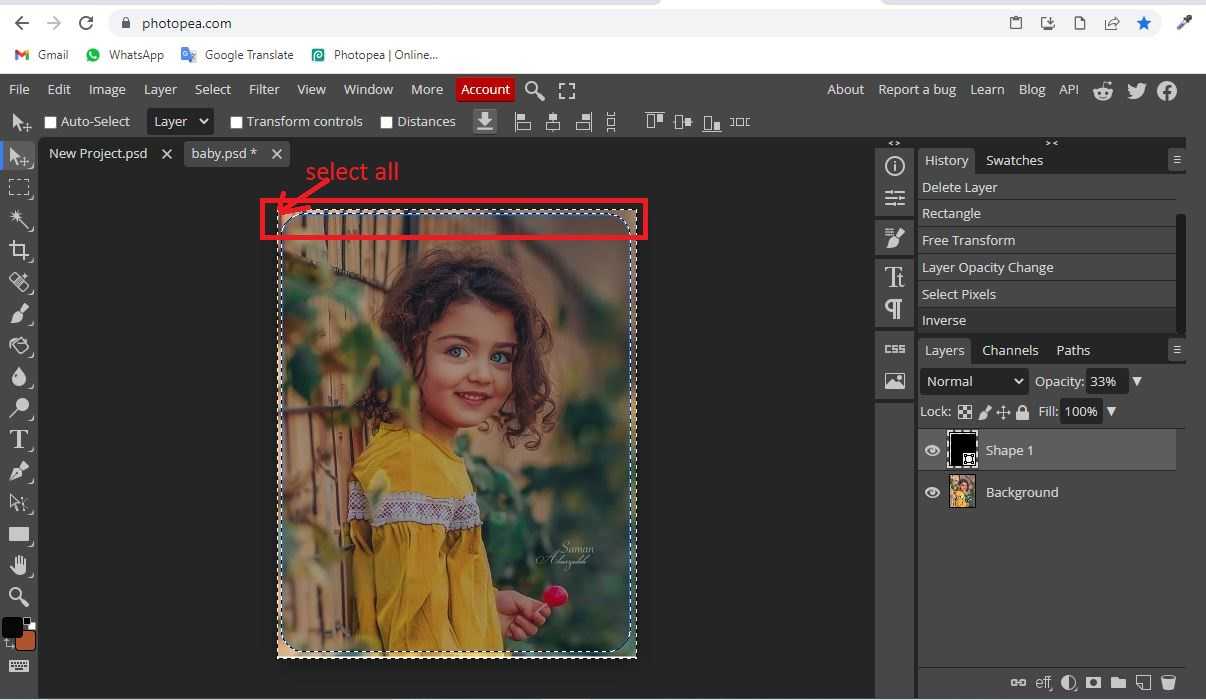 photopea.com
Gmail WhatsApp Google Translate Photopea | Online...
File Edit Image Layer Select Filter View Window More Account About Report a bug Learn Blog API
Auto-Select Layer Transform controls Distances
New Project.psd baby.psd *
select all
Saman
< >
> <
History Swatches
Delete Layer
Rectangle
Free Transform
Layer Opacity Change
Select Pixels
Inverse
CSS
Layers Channels Paths
Normal Opacity: 33%
Lock: Fill: 100%
Shape 1
Background
eff